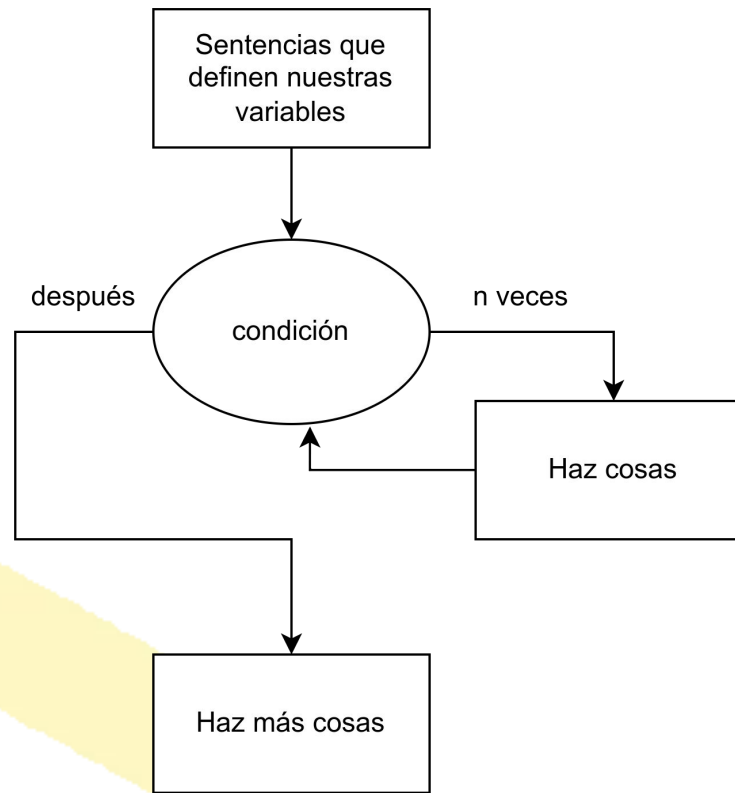 Sentencias que
definen nuestras
variables
después
n veces
condición
Haz cosas
Haz más cosas